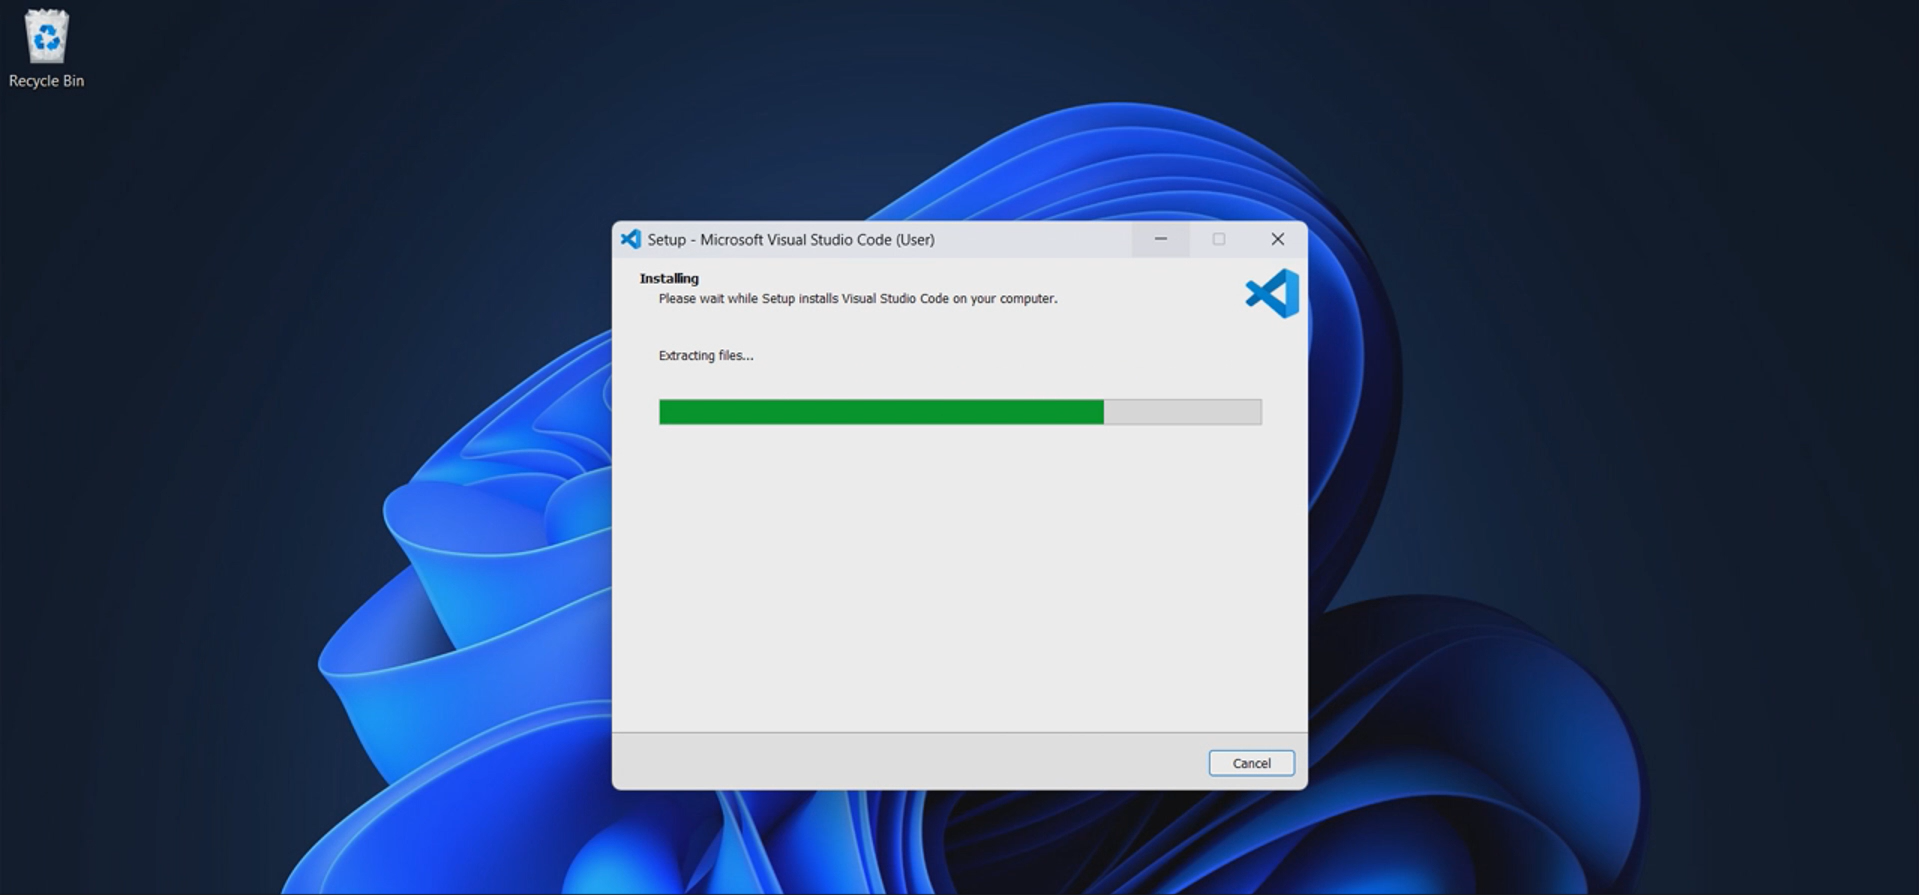 Recycle Bin
Setup - Microsoft Visual Studio Code (User)
Installing
Please wait while Setup installs Visual Studio Code on your computer.
Extracting files...
Cancel